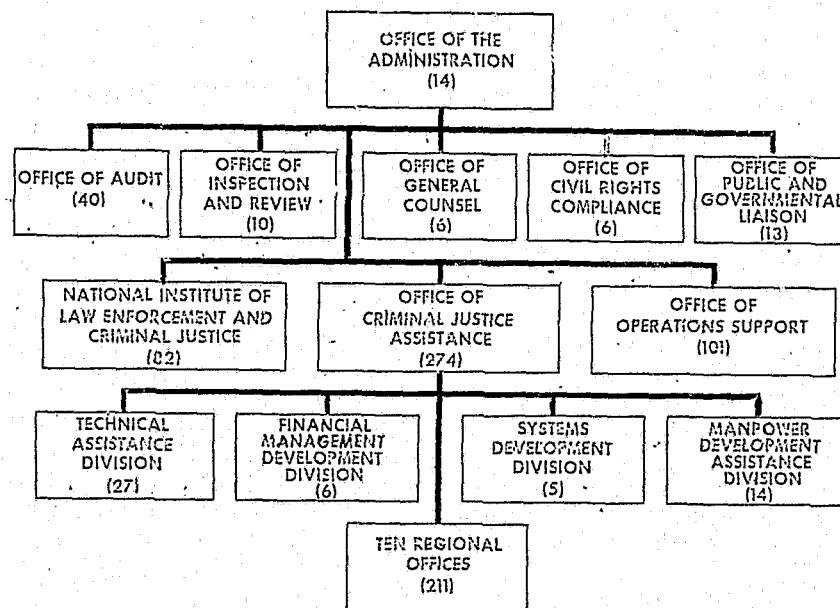 OFFICE OF THE
ADMINISTRATION
(14)
OFFICE OF AUDIT
(40)
OFFICE OF
INSPECTION
AND REVIEW
(10)
OFFICE OF
GENERAL
COUNSEL
(6)
OFFICE OF
CIVIL RIGHTS
COMPLIANCE
(6)
OFFICE OF
PUBLIC AND
GOVERNMENTAL
LIAISON
(13)
NATIONAL INSTITUTE OF
LAW ENFORCEMENT AND
CRIMINAL JUSTICE
(82)
OFFICE OF
CRIMINAL JUSTICE
ASSISTANCE
(274)
OFFICE OF
OPERATIONS SUPPORT
(101)
TECHNICAL
ASSISTANCE
DIVISION
(27)
FINANCIAL
MANAGEMENT
DEVELOPMENT
DIVISION
(6)
SYSTEMS
DEVELOPMENT
DIVISION
(5)
MANPOWER
DEVELOPMENT
ASSISTANCE
DIVISION
(14)
TEN REGIONAL
OFFICES
(211)